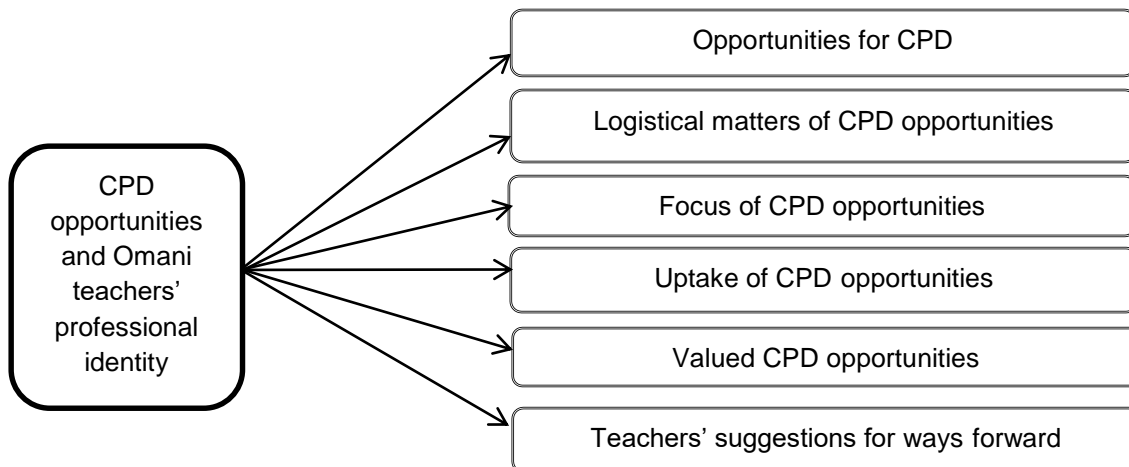 CPD
opportunities
and Omani
teachers’
professional
identity
Opportunities for CPD
Logistical matters of CPD opportunities
Focus of CPD opportunities
Uptake of CPD opportunities
Valued CPD opportunities
Teachers’ suggestions for ways forward